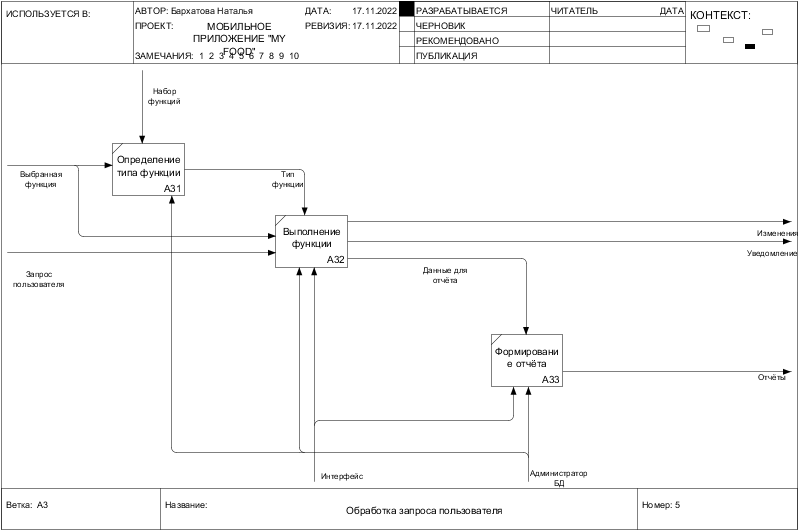 ИСПОЛЬЗУЕТСЯ В:
АВТОР: Бархатова Наталья
ДАТА: 17.11.2022
ПРОЕКТ:
МОБИЛЬНОЕ
ПРИЛОЖЕНИЕ "MY
FOOD"
РЕВИЗИЯ: 17.11.2022
ЗАМЕЧАНИЯ: 1 2 3 4 5 6 7 8 9 10
РАЗРАБАТЫВАЕТСЯ
ЧЕРНОВИК
РЕКОМЕНДОВАНО
ПУБЛИКАЦИЯ
ЧИТАТЕЛЬ
ДАТА
КОНТЕКСТ:
Набор
функций
Определение
типа функции
A31
Выбранная
функция
Тип
функции
Выполнение
функции
A32
Изменения
Уведомление
Запрос
пользователя
Данные для
отчёта
Формировани
е отчёта
A33
Отчёты
Интерфейс
Администратор
БД
Ветка: A3
Название:
Обработка запроса пользователя
Номер: 5